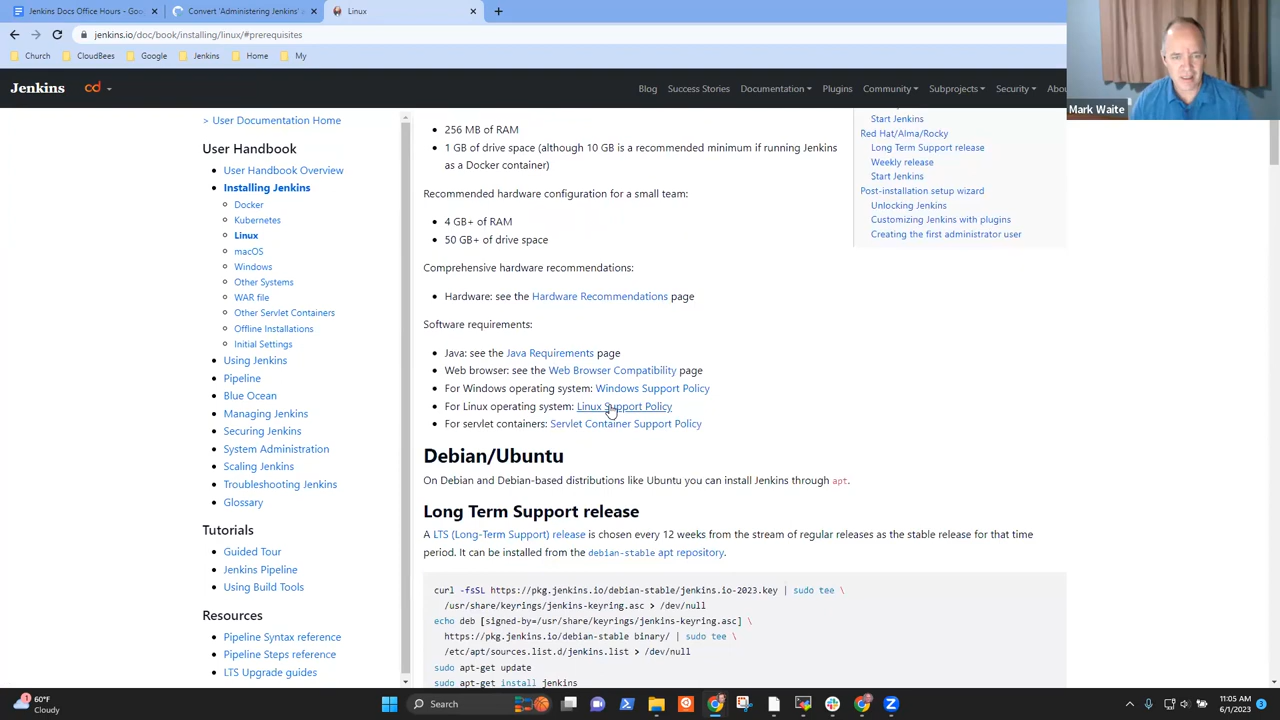 Jenkins Docs Office Hours - Goo
Convert 'Administering Jenkins' a
Linux
jenkins.io/doc/book/installing/linux/#prerequisites
Church
CloudBees
Google
Jenkins
Home
My
Jenkins
cd
Blog
Success Stories
Documentation
Plugins
Community
Subprojects
Security
Abou
Mark Waite
> User Documentation Home
User Handbook
User Handbook Overview
Installing Jenkins
Docker
Kubernetes
Linux
macOS
Windows
Other Systems
WAR file
Other Servlet Containers
Offline Installations
Initial Settings
Using Jenkins
Pipeline
Blue Ocean
Managing Jenkins
Securing Jenkins
System Administration
Scaling Jenkins
Troubleshooting Jenkins
Glossary
Tutorials
Guided Tour
Jenkins Pipeline
Using Build Tools
Resources
Pipeline Syntax reference
Pipeline Steps reference
LTS Upgrade guides
256 MB of RAM
1 GB of drive space (although 10 GB is a recommended minimum if running Jenkins
as a Docker container)
Recommended hardware configuration for a small team:
4 GB+ of RAM
50 GB+ of drive space
Comprehensive hardware recommendations:
Hardware: see the Hardware Recommendations page
Software requirements:
Java: see the Java Requirements page
Web browser: see the Web Browser Compatibility page
For Windows operating system: Windows Support Policy
For Linux operating system: Linux Support Policy
For servlet containers: Servlet Container Support Policy
Debian/Ubuntu
On Debian and Debian-based distributions like Ubuntu you can install Jenkins through apt.
Long Term Support release
A LTS (Long-Term Support) release is chosen every 12 weeks from the stream of regular releases as the stable release for that time
period. It can be installed from the debian-stable apt repository.
curl -fsSL https://pkg.jenkins.io/debian-stable/jenkins.io-2023.key | sudo tee \
/usr/share/keyrings/jenkins-keyring.asc > /dev/null
echo deb [signed-by=/usr/share/keyrings/jenkins-keyring.asc] \
https://pkg.jenkins.io/debian-stable binary/ | sudo tee \
/etc/apt/sources.list.d/jenkins.list > /dev/null
sudo apt-get update
sudo apt-get install jenkins
Start Jenkins
Red Hat/Alma/Rocky
Long Term Support release
Weekly release
Start Jenkins
Post-installation setup wizard
Unlocking Jenkins
Customizing Jenkins with plugins
Creating the first administrator user
60°F
Cloudy
Search
11:05 AM
6/1/2023
3